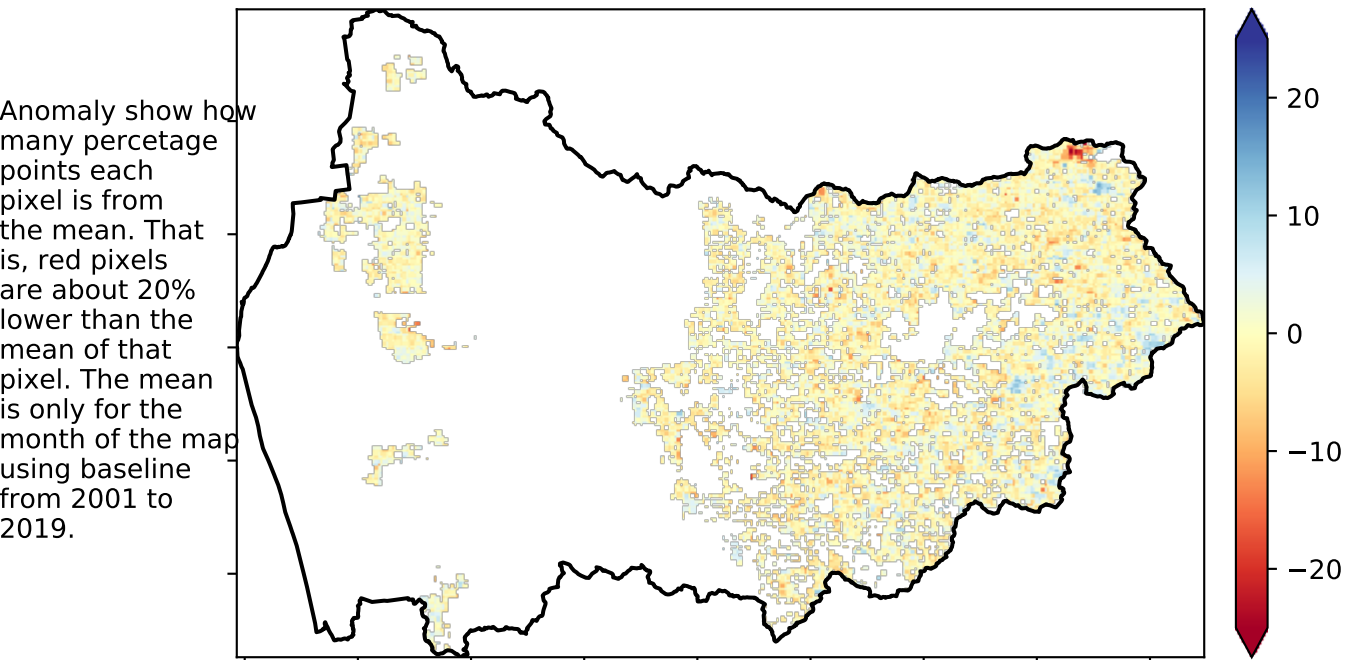 Anomaly show how
many percetage
points each
pixel is from
the mean. That
is, red pixels
are about 20%
lower than the
mean of that
pixel. The mean
is only for the
month of the map
using baseline
from 2001 to
2019.
20
10
0
−10
−20